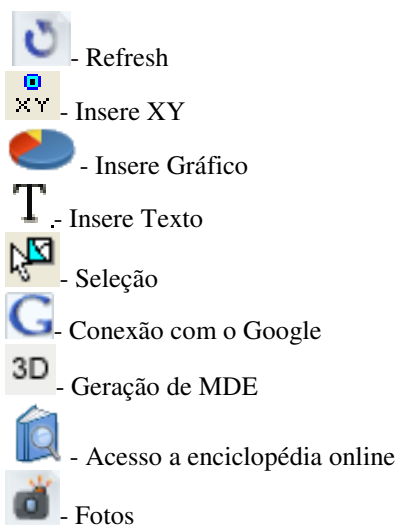 - Refresh
XY - Insere XY
- Insere Gráfico
T - Insere Texto
- Seleção
G - Conexão com o Google
3D - Geração de MDE
- Acesso a enciclopédia online
- Fotos